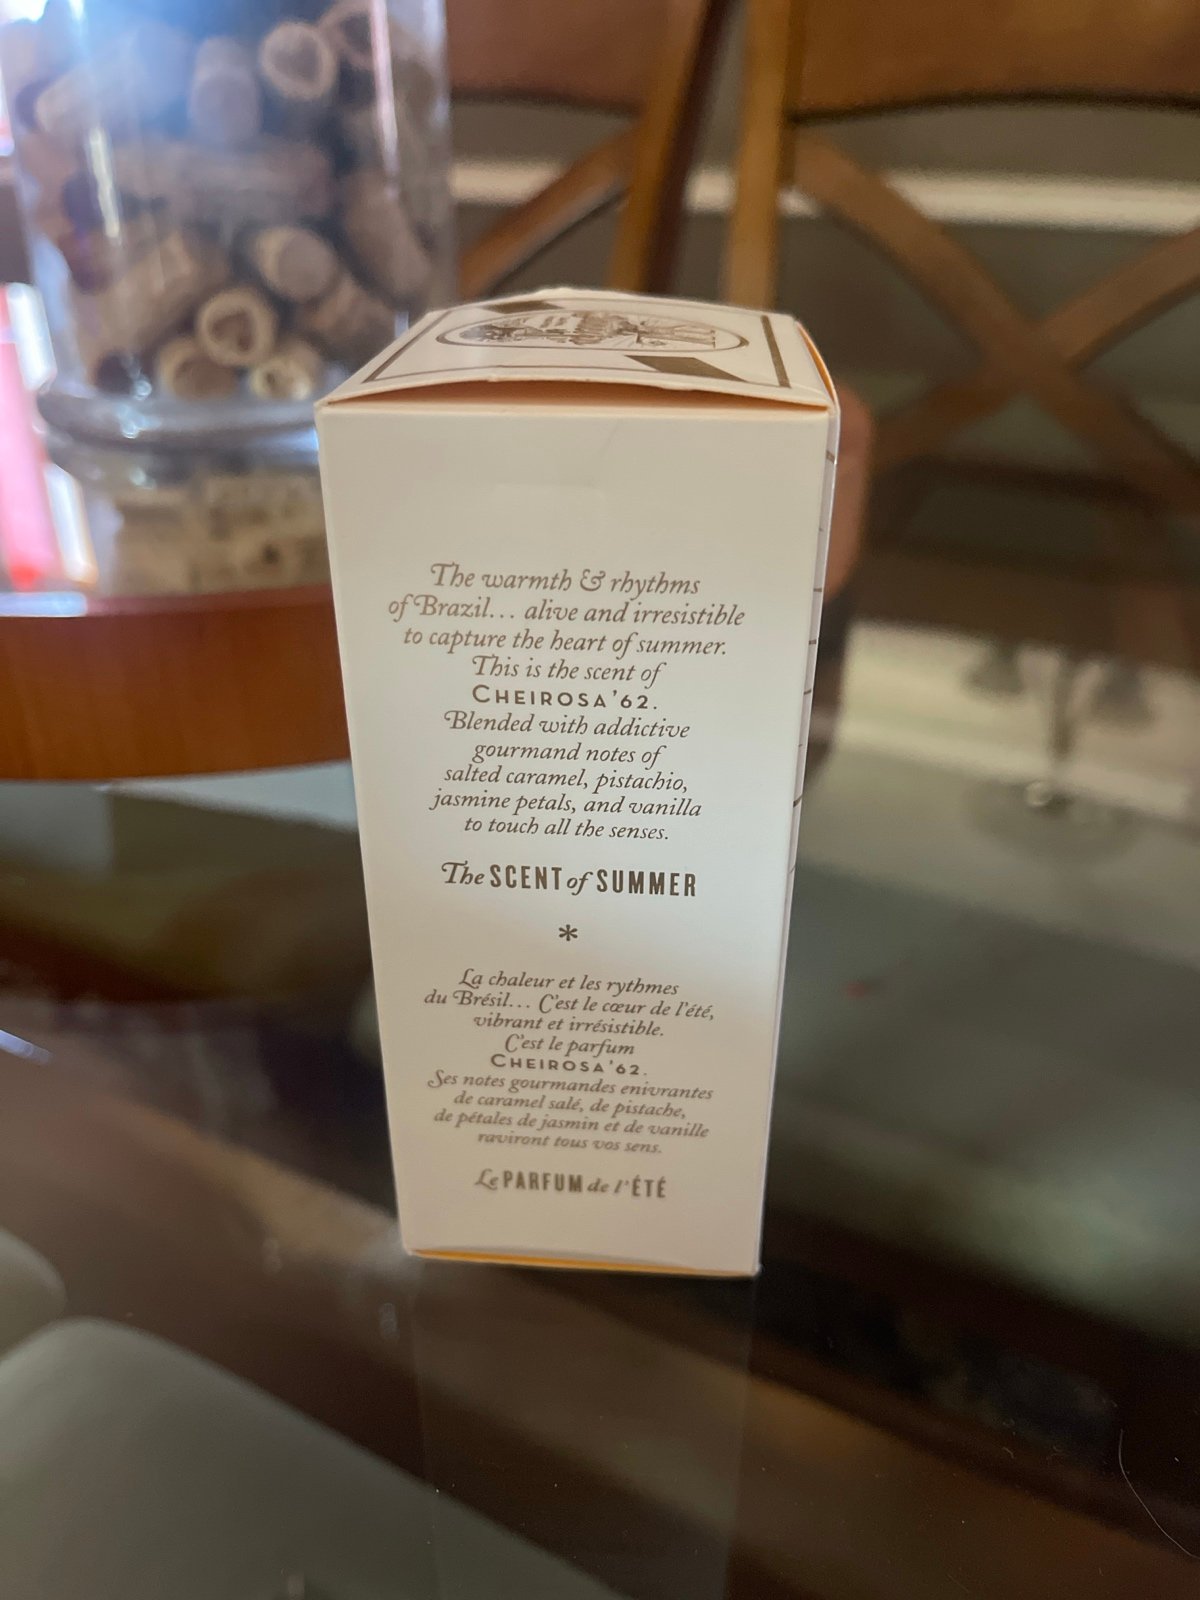 The warmth & rhythms
of Brazil... alive and irresistible
to capture the heart of summer.
This is the scent of
CHEIROSA '62.
Blended with addictive
gourmand notes of
salted caramel, pistachio,
jasmine petals, and vanilla
to touch all the senses.
The SCENT of SUMMER
*
La chaleur et les rythmes
du Brésil... C'est le cœur de l'été,
vibrant et irrésistible.
C'est le parfum
CHEIROSA '62.
Ses notes gourmandes enivrantes
de caramel salé, de pistache,
de pétales de jasmin et de vanille
raviront tous vos sens.
Le PARFUM de l'ÉTÉ